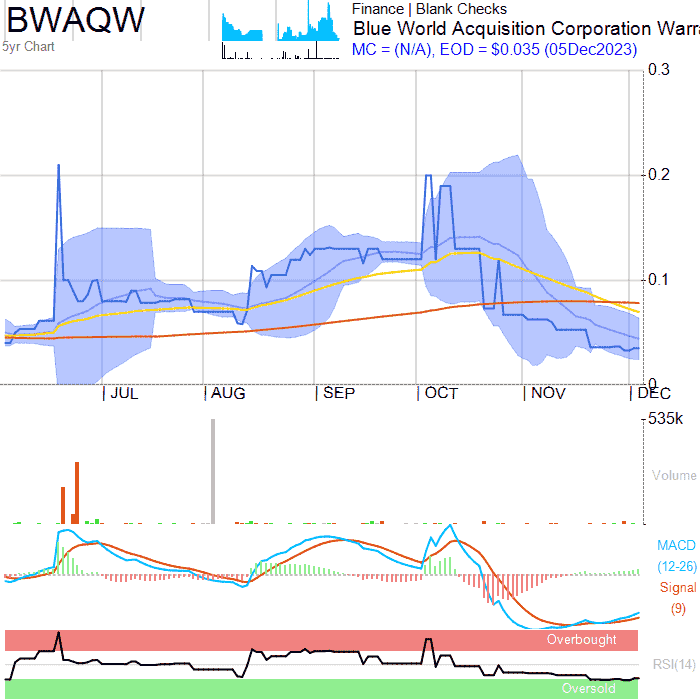 BWAQW
5yr Chart
Finance | Blank Checks
Blue World Acquisition Corporation Warra
MC = (N/A), EOD = $0.035 (05Dec2023)
0.3
0.2
0.1
0
| JUL | AUG | SEP | OCT | NOV | DEC
535k
Volume
MACD
(12-26)
Signal
(9)
Overbought
RSI(14)
Oversold